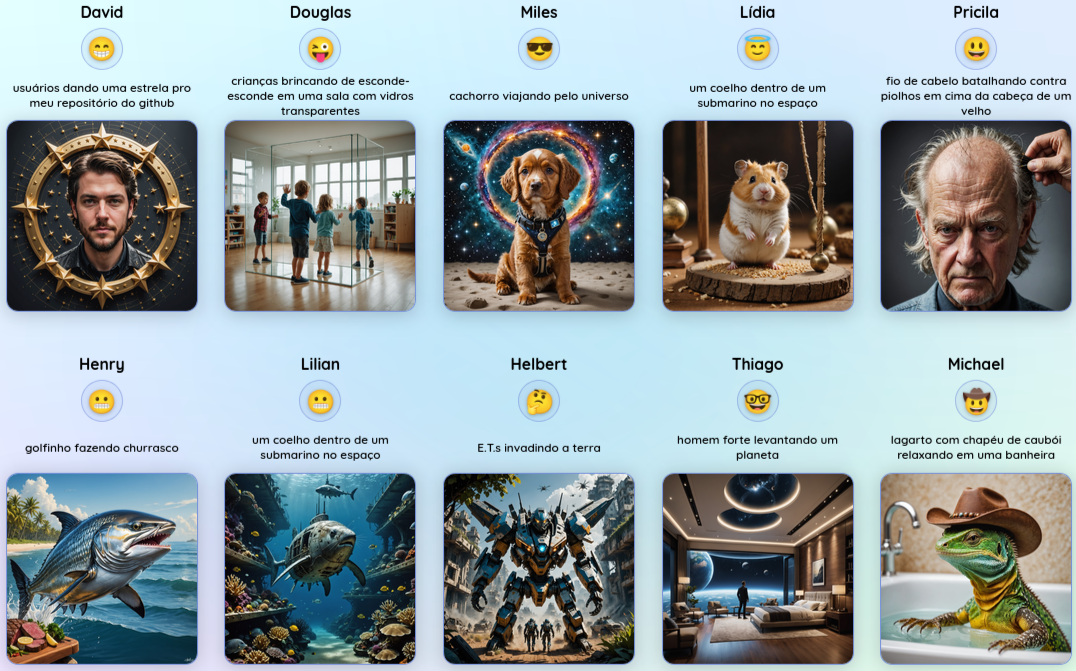 David
Douglas
Miles
Lídia
Pricila
usuários dando uma estrela pro
meu repositório do github
crianças brincando de esconde-
esconde em uma sala com vidros
transparentes
cachorro viajando pelo universo
um coelho dentro de um
submarino no espaço
fio de cabelo batalhando contra
piolhos em cima da cabeça de um
velho
Henry
Lilian
Helbert
Thiago
Michael
golfinho fazendo churrasco
um coelho dentro de um
submarino no espaço
E.T.s invadindo a terra
homem forte levantando um
planeta
lagarto com chapéu de caubói
relaxando em uma banheira